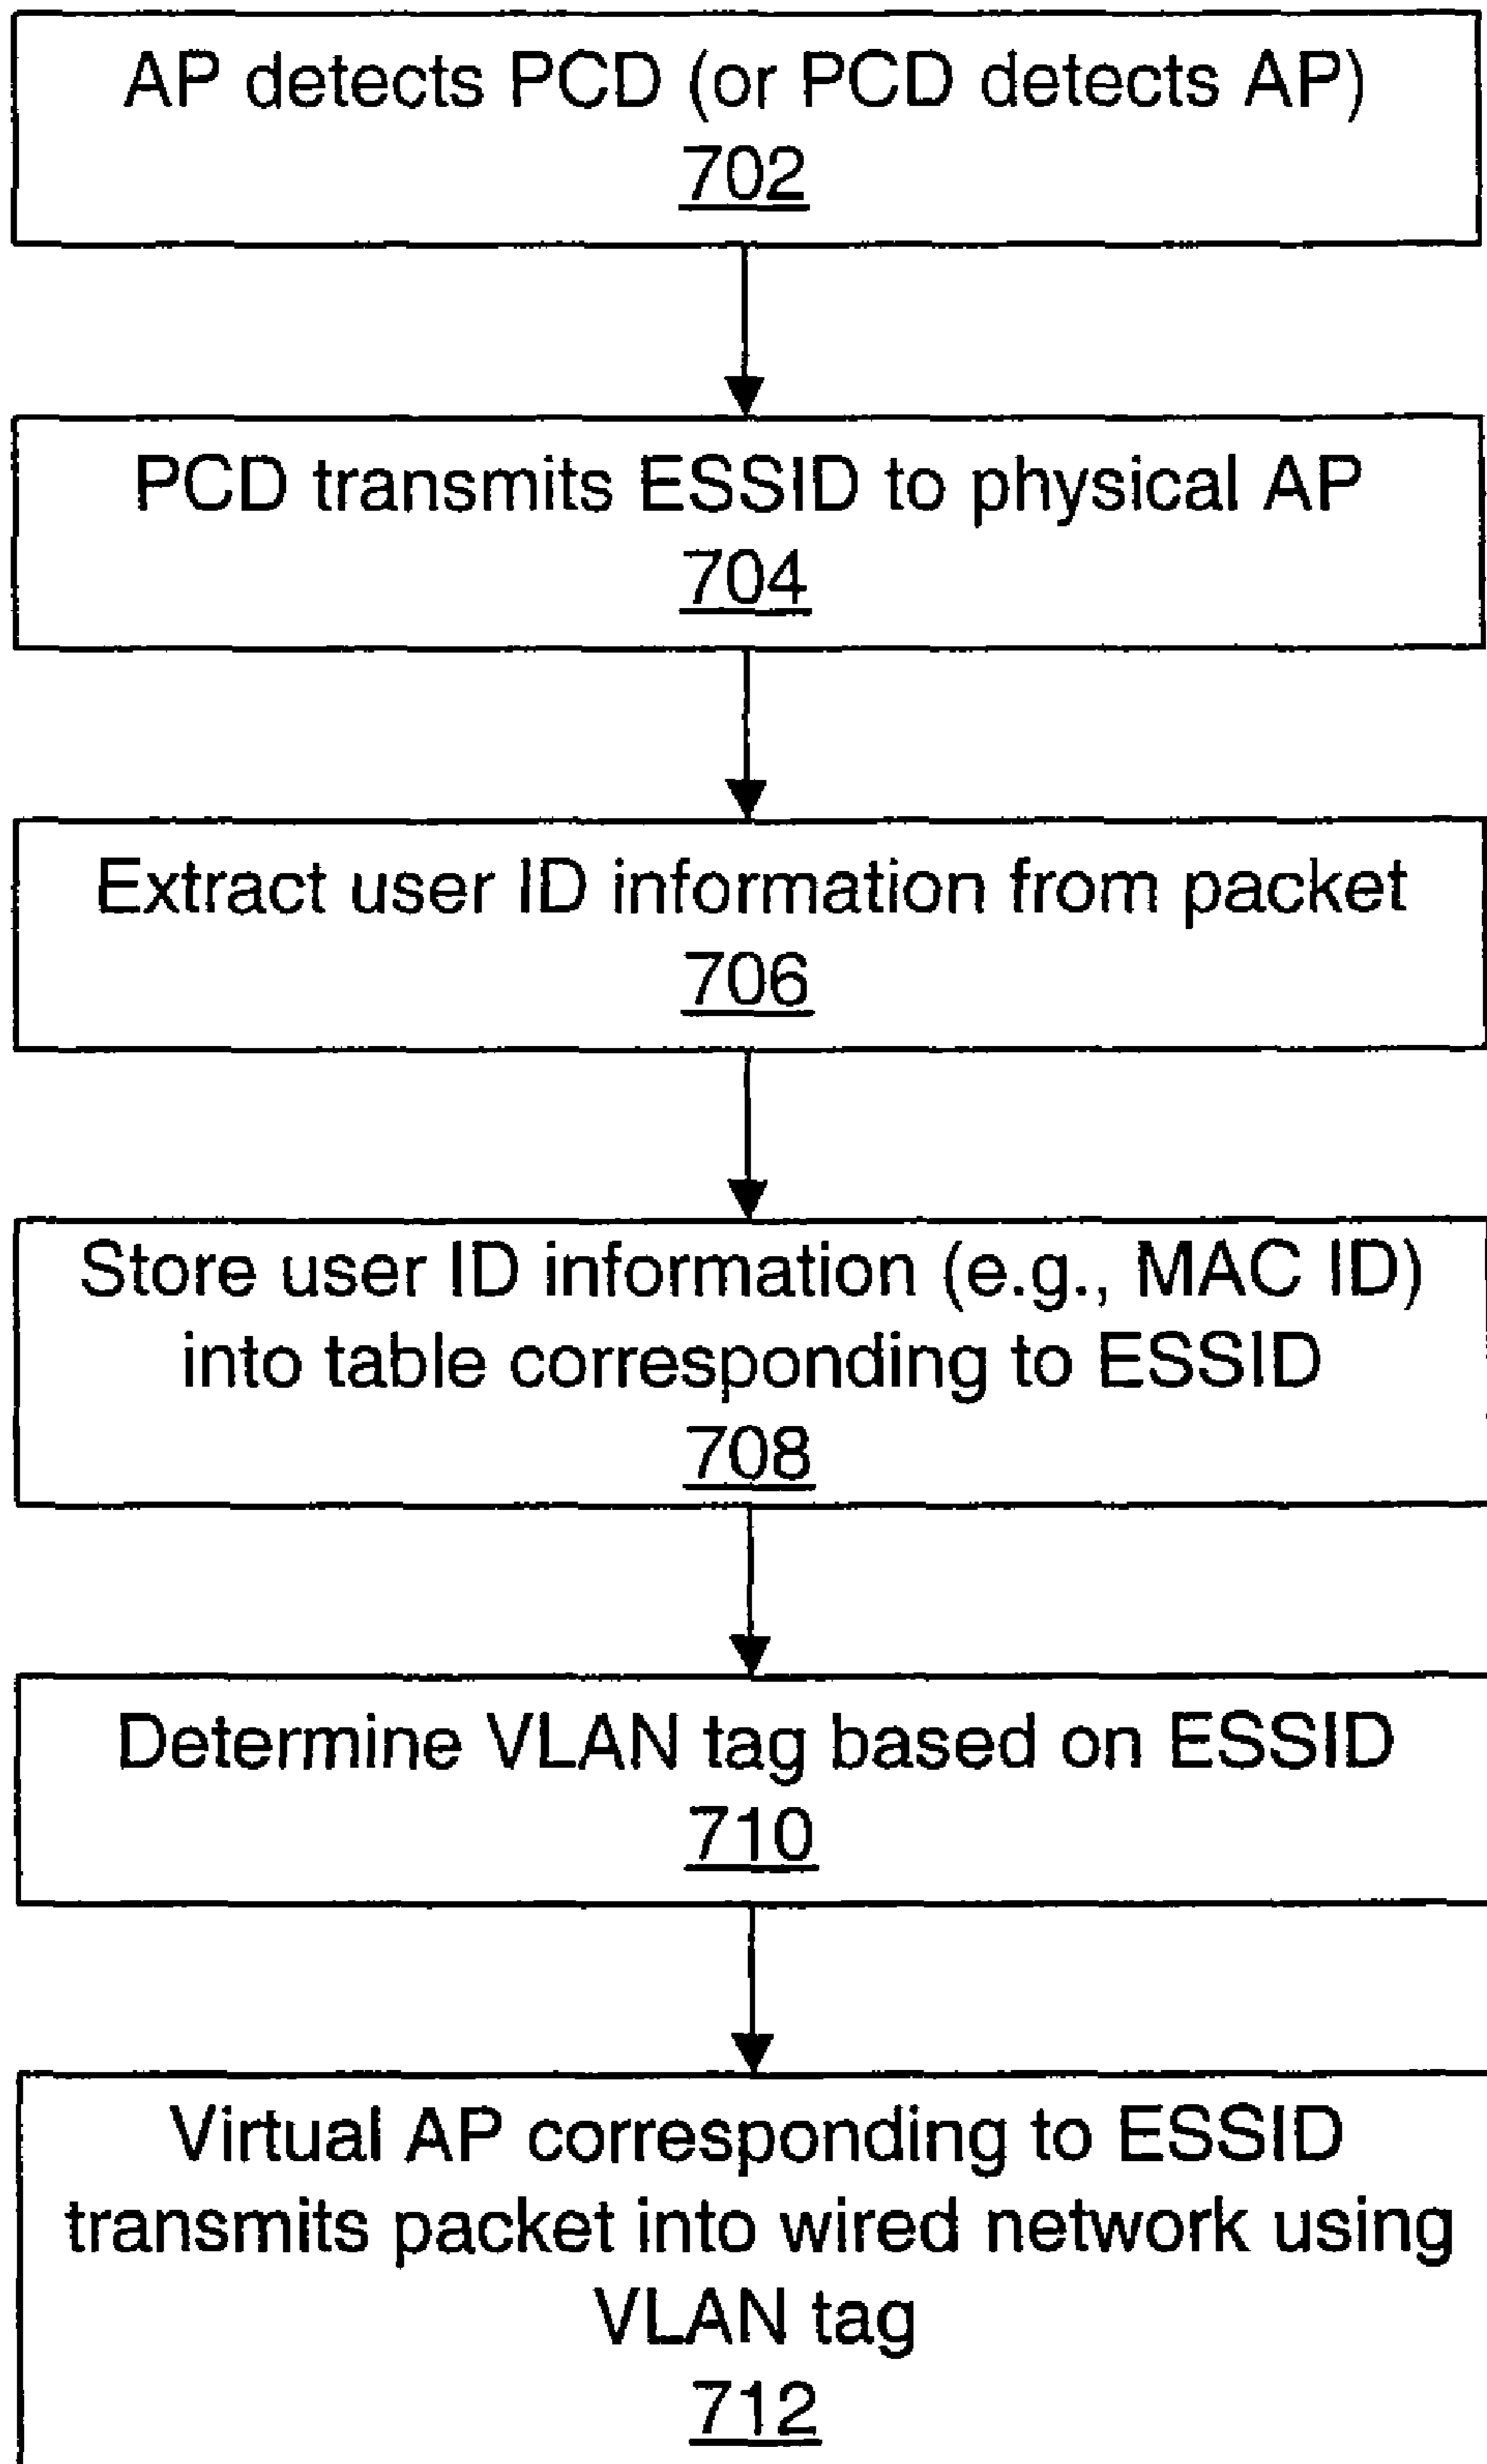 AP detects PCD (or PCD detects AP)
702
PCD transmits ESSID to physical AP
704
Extract user ID information from packet
706
Store user ID information (e.g., MAC ID)
into table corresponding to ESSID
708
Determine VLAN tag based on ESSID
710
Virtual AP corresponding to ESSID
transmits packet into wired network using
VLAN tag
712